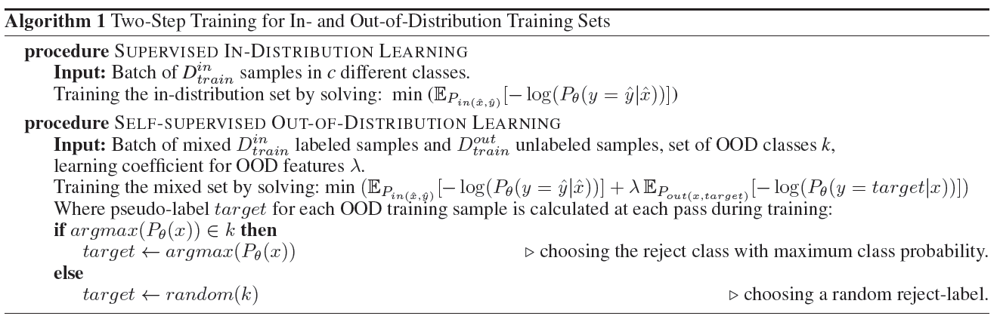 Algorithm 1 Two-Step Training for In- and Out-of-Distribution Training Sets
procedure SUPERVISED IN-DISTRIBUTION LEARNING
Input: Batch of $D_{train}^{in}$ samples in $c$ different classes.
Training the in-distribution set by solving: $\min (\mathbb{E}_{P_{in(\hat{x},\hat{y})}}[-\log(P_\theta(y = \hat{y}|\hat{x}))])$
procedure SELF-SUPERVISED OUT-OF-DISTRIBUTION LEARNING
Input: Batch of mixed $D_{train}^{in}$ labeled samples and $D_{train}^{out}$ unlabeled samples, set of OOD classes $k$,
learning coefficient for OOD features $\lambda$.
Training the mixed set by solving: $\min (\mathbb{E}_{P_{in(\hat{x},\hat{y})}}[-\log(P_\theta(y = \hat{y}|\hat{x}))] + \lambda \, \mathbb{E}_{P_{out(x,target)}}[-\log(P_\theta(y = target|x))])$
Where pseudo-label $target$ for each OOD training sample is calculated at each pass during training:
if $argmax(P_\theta(x)) \in k$ then
$target \leftarrow argmax(P_\theta(x))$ ▷ choosing the reject class with maximum class probability.
else
$target \leftarrow random(k)$ ▷ choosing a random reject-label.